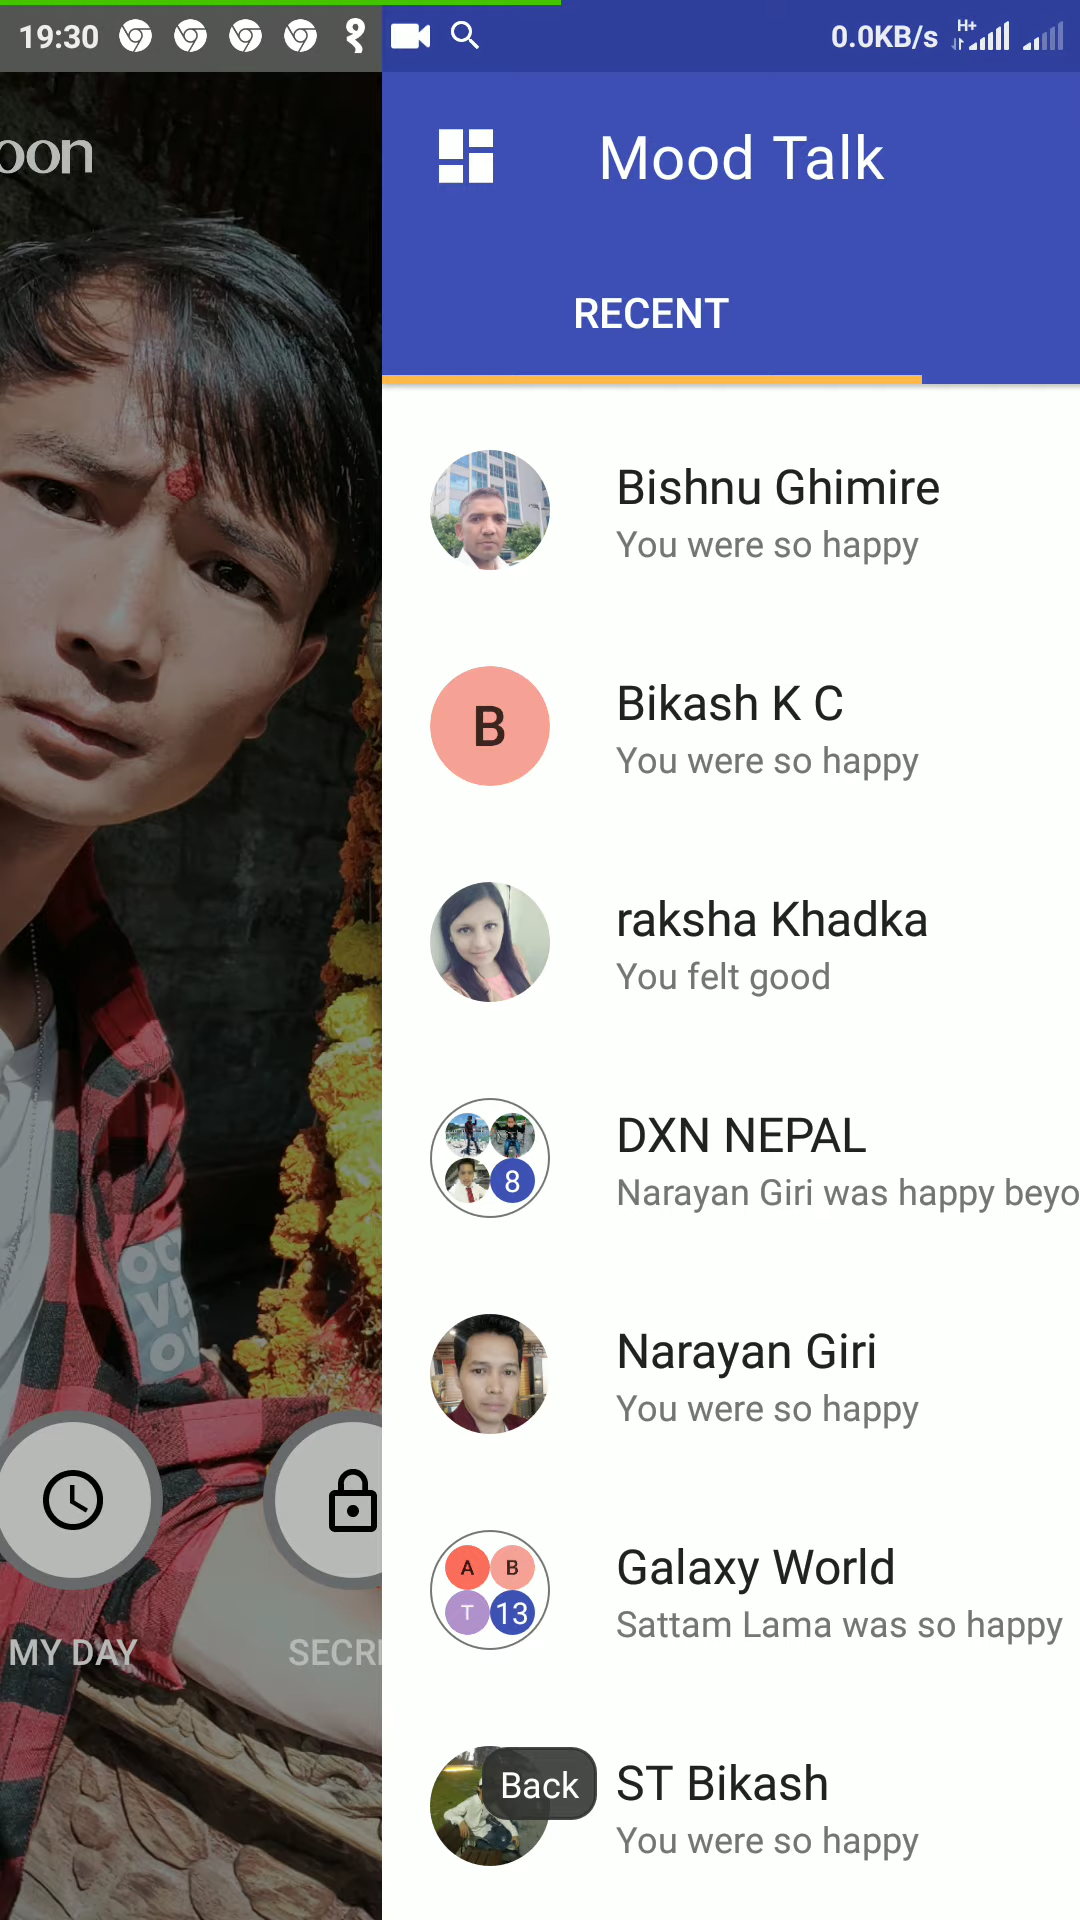 19:30
0.0KB/s H+
oon
Mood Talk
RECENT
Bishnu Ghimire
You were so happy
B
Bikash K C
You were so happy
raksha Khadka
You felt good
8
DXN NEPAL
Narayan Giri was happy beyo
Narayan Giri
You were so happy
A B
T 13
Galaxy World
Sattam Lama was so happy
MY DAY
SECR
Back
ST Bikash
You were so happy